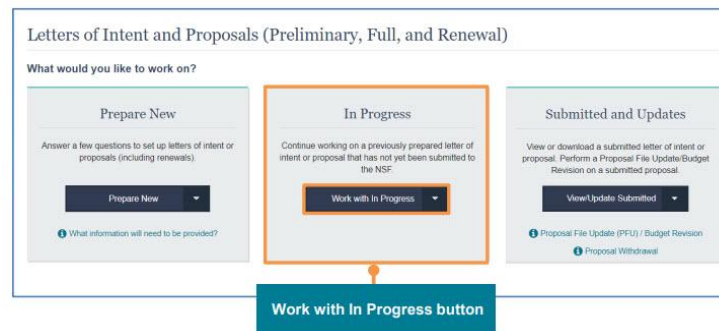 Letters of Intent and Proposals (Preliminary, Full, and Renewal)
What would you like to work on?
Prepare New
Answer a few questions to set up letters of intent or
proposals (including renewals).
Prepare New
What information will need to be provided?
In Progress
Continue working on a previously prepared letter of
intent or proposal that has not yet been submitted to
the NSF.
Work with In Progress
Submitted and Updates
View or download a submitted letter of intent or
proposal. Perform a Proposal File Update/Budget
Revision on a submitted proposal.
View/Update Submitted
Proposal File Update (PFU) / Budget Revision
Proposal Withdrawal
Work with In Progress button